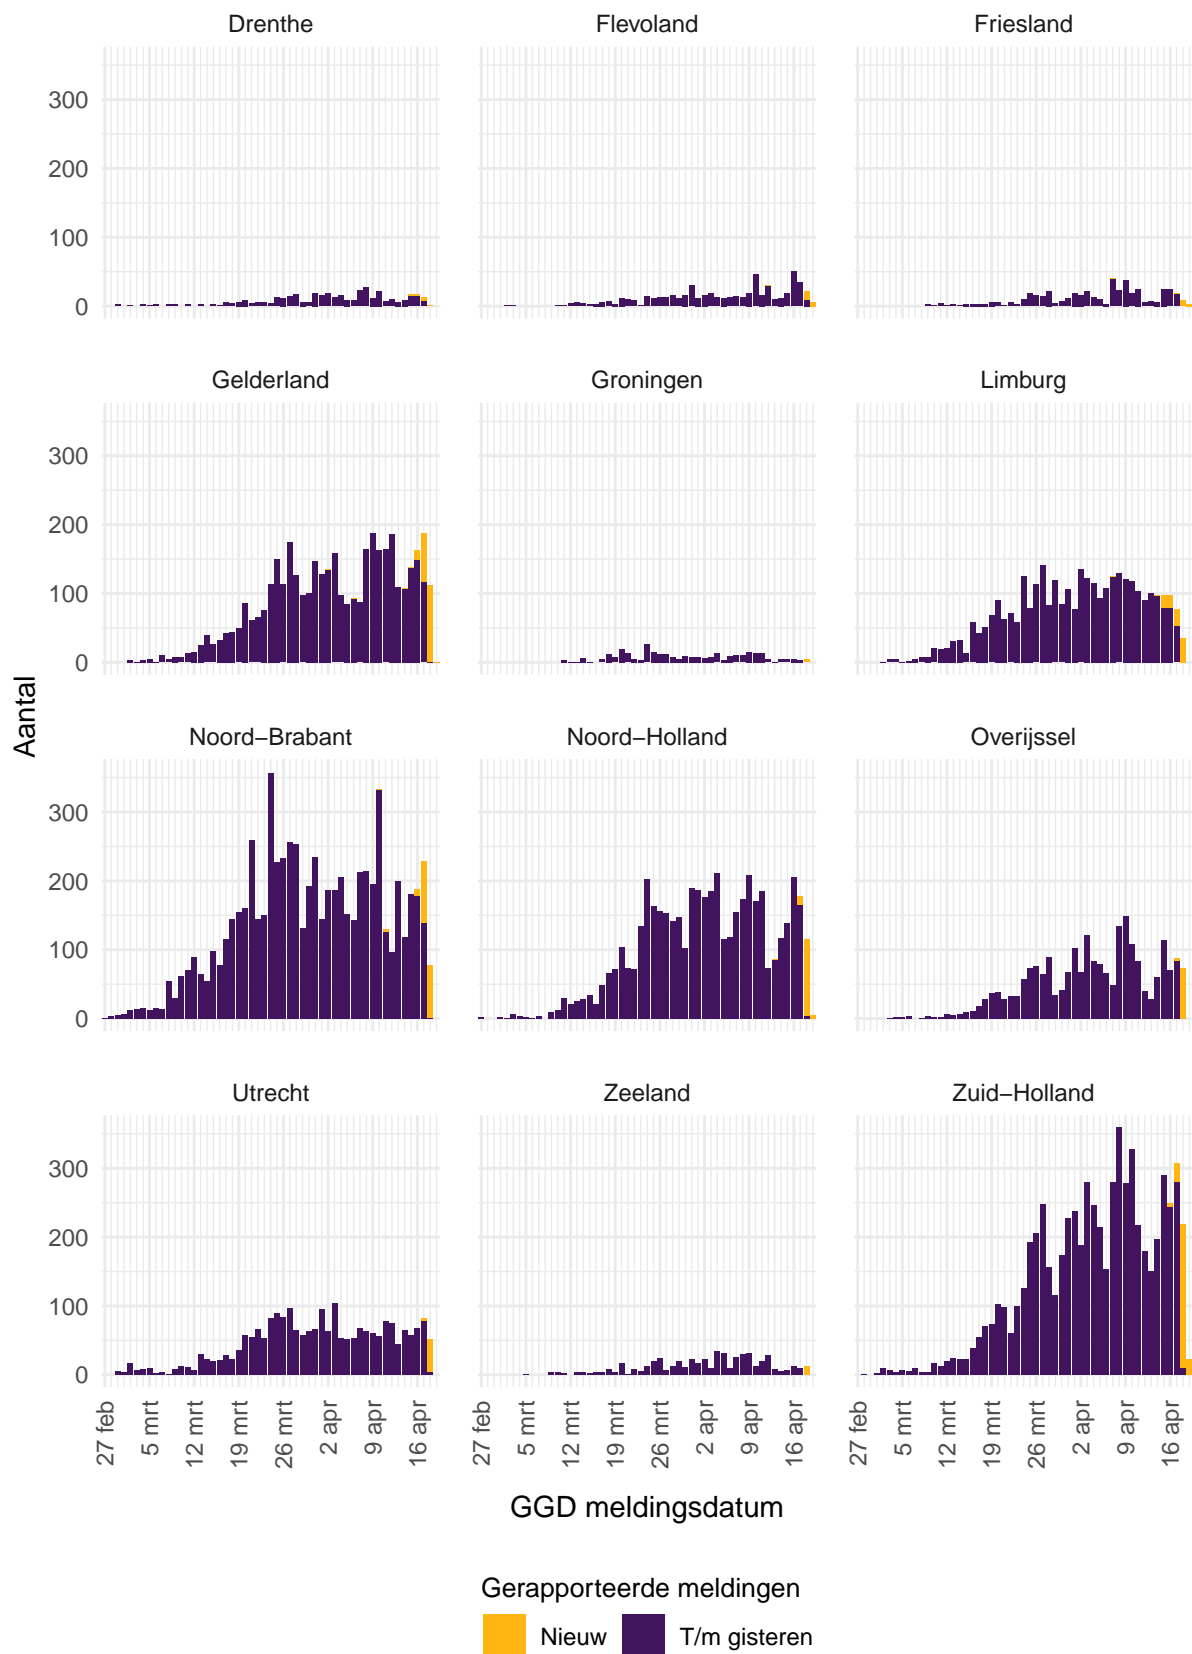 Drenthe Flevoland Friesland
300
200
100
0
Gelderland Groningen Limburg
300
200
100
0
Aantal
Noord−Brabant Noord−Holland Overijssel
300
200
100
0
Utrecht Zeeland Zuid−Holland
300
200
100
0
27 feb 5 mrt 12 mrt 19 mrt 26 mrt 2 apr 9 apr 16 apr 27 feb 5 mrt 12 mrt 19 mrt 26 mrt 2 apr 9 apr 16 apr 27 feb 5 mrt 12 mrt 19 mrt 26 mrt 2 apr 9 apr 16 apr
GGD meldingsdatum
Gerapporteerde meldingen
Nieuw T/m gisteren